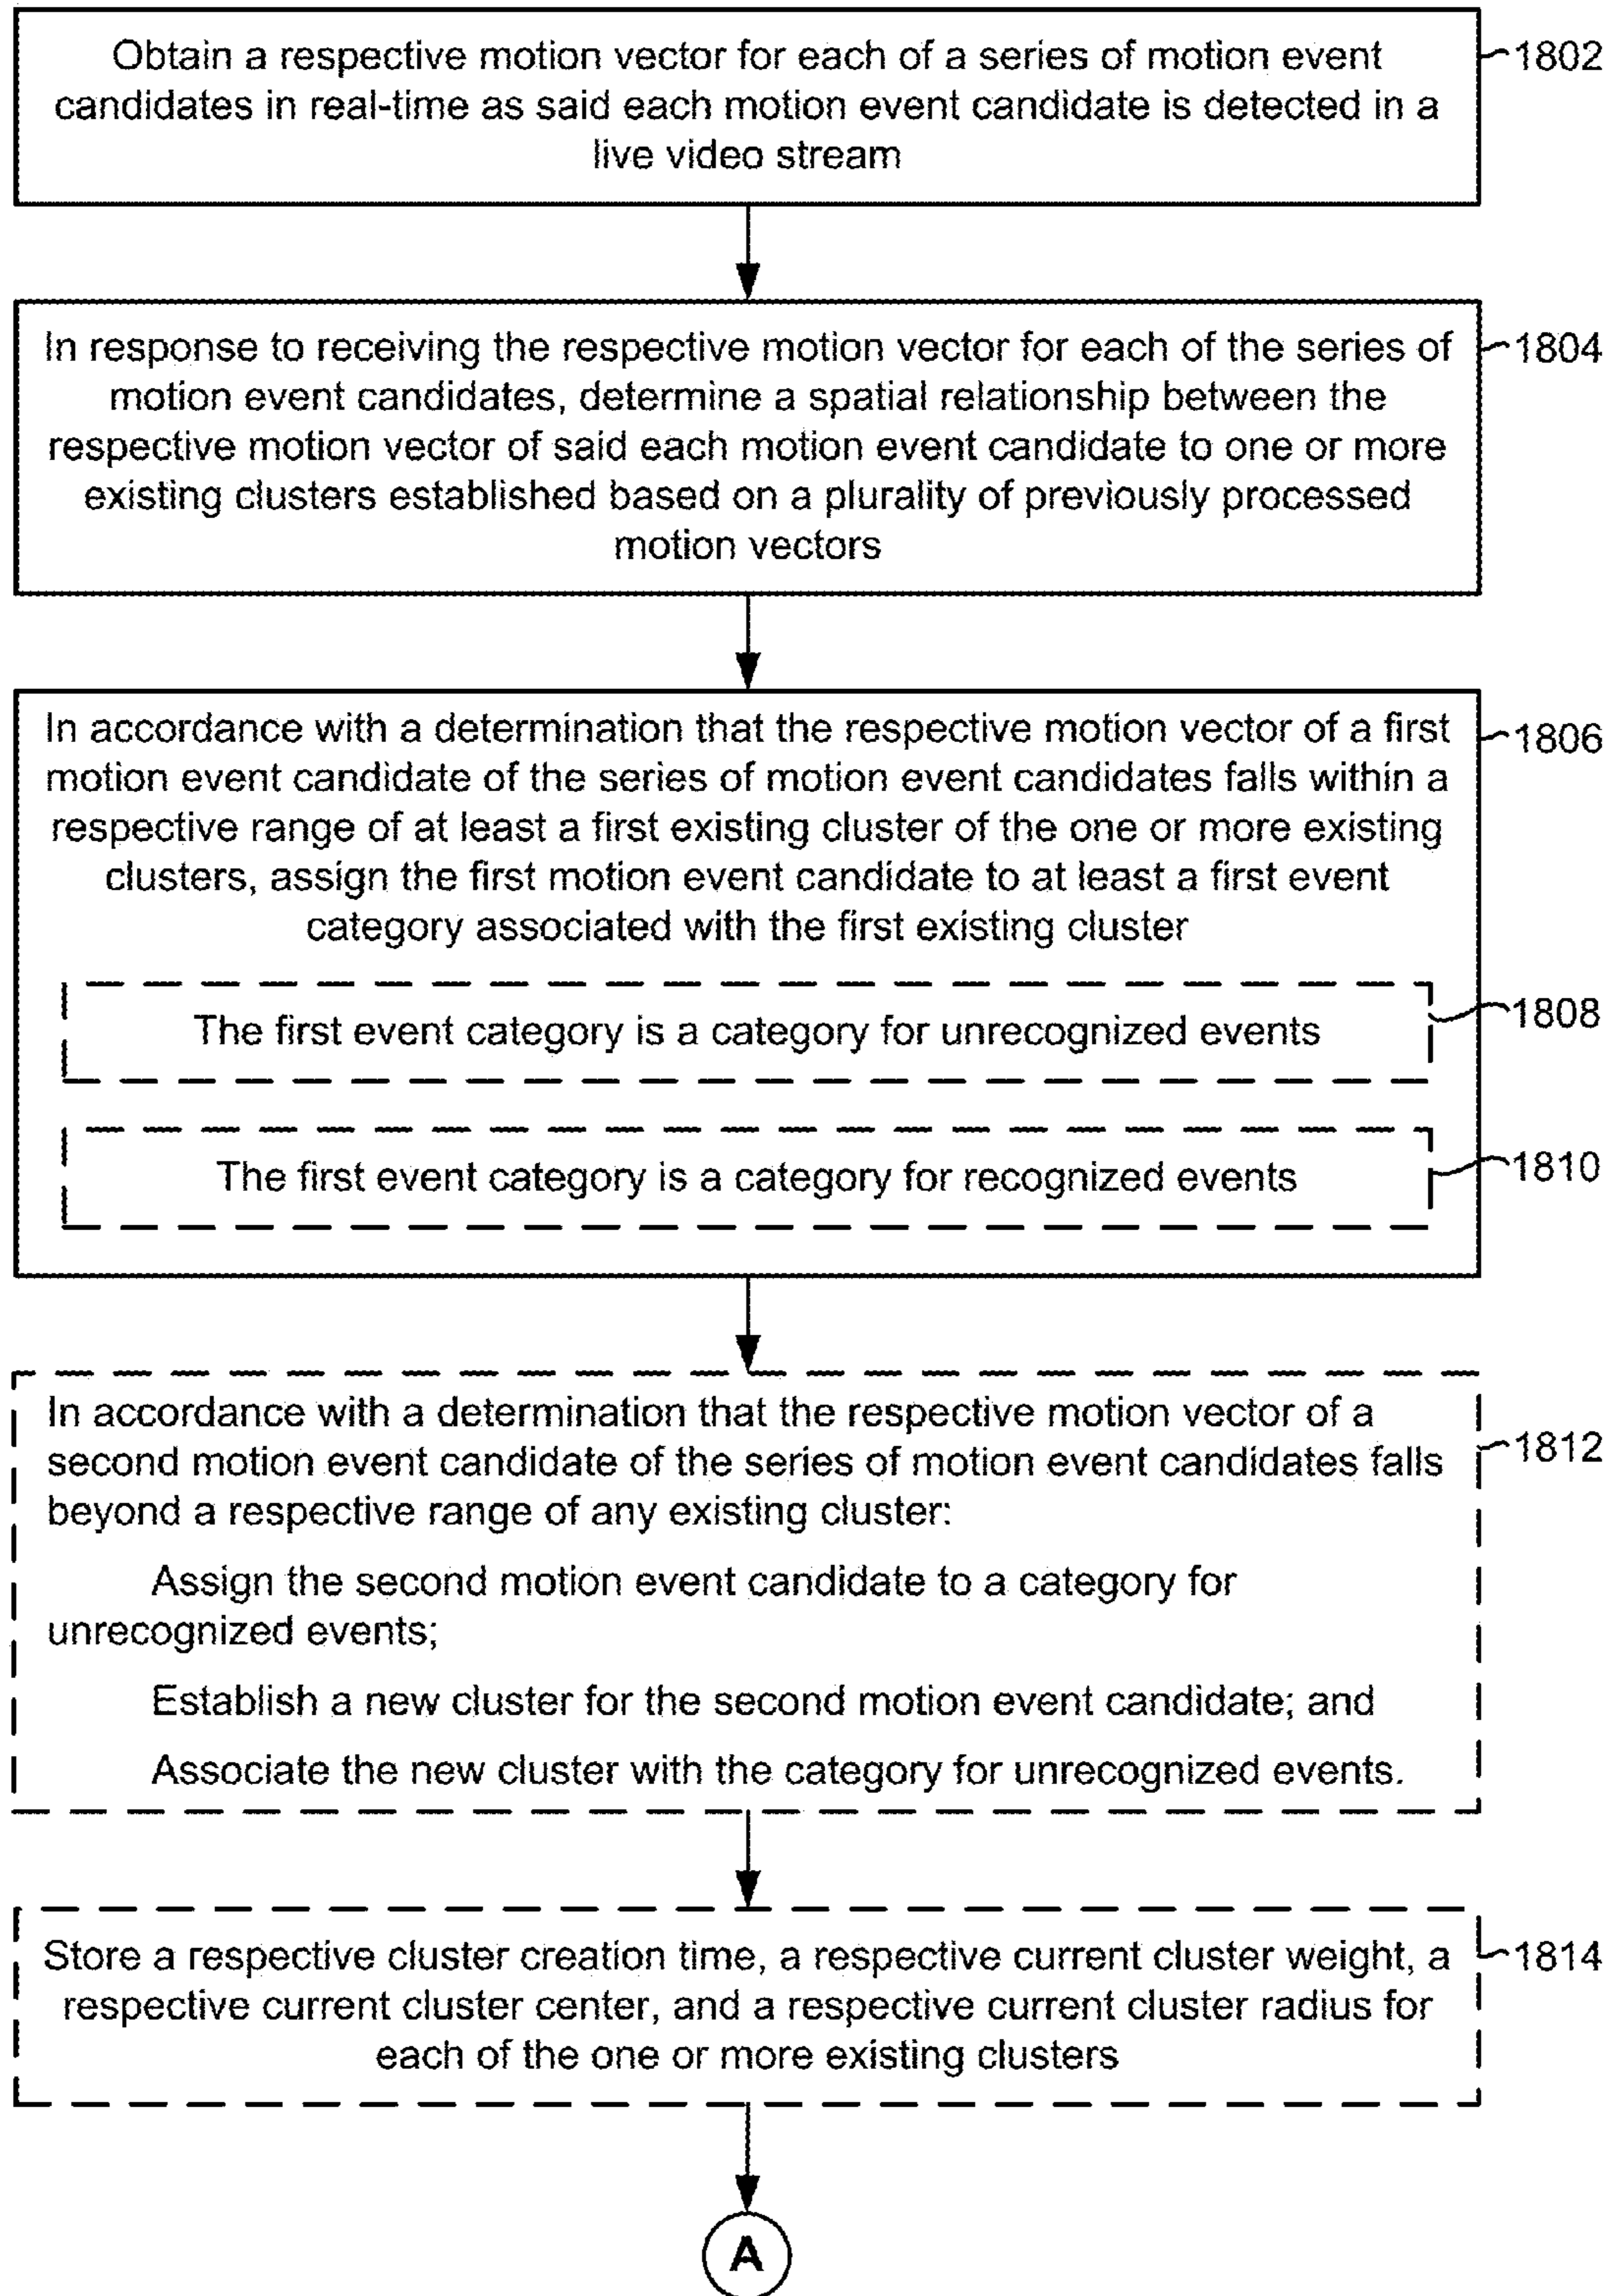 Obtain a respective motion vector for each of a series of motion event
candidates in real-time as said each motion event candidate is detected in a
live video stream
1802
In response to receiving the respective motion vector for each of the series of
motion event candidates, determine a spatial relationship between the
respective motion vector of said each motion event candidate to one or more
existing clusters established based on a plurality of previously processed
motion vectors
1804
In accordance with a determination that the respective motion vector of a first
motion event candidate of the series of motion event candidates falls within a
respective range of at least a first existing cluster of the one or more existing
clusters, assign the first motion event candidate to at least a first event
category associated with the first existing cluster
1806
The first event category is a category for unrecognized events
1808
The first event category is a category for recognized events
1810
In accordance with a determination that the respective motion vector of a
second motion event candidate of the series of motion event candidates falls
beyond a respective range of any existing cluster:
Assign the second motion event candidate to a category for
unrecognized events;
Establish a new cluster for the second motion event candidate; and
Associate the new cluster with the category for unrecognized events.
1812
Store a respective cluster creation time, a respective current cluster weight, a
respective current cluster center, and a respective current cluster radius for
each of the one or more existing clusters
1814
A